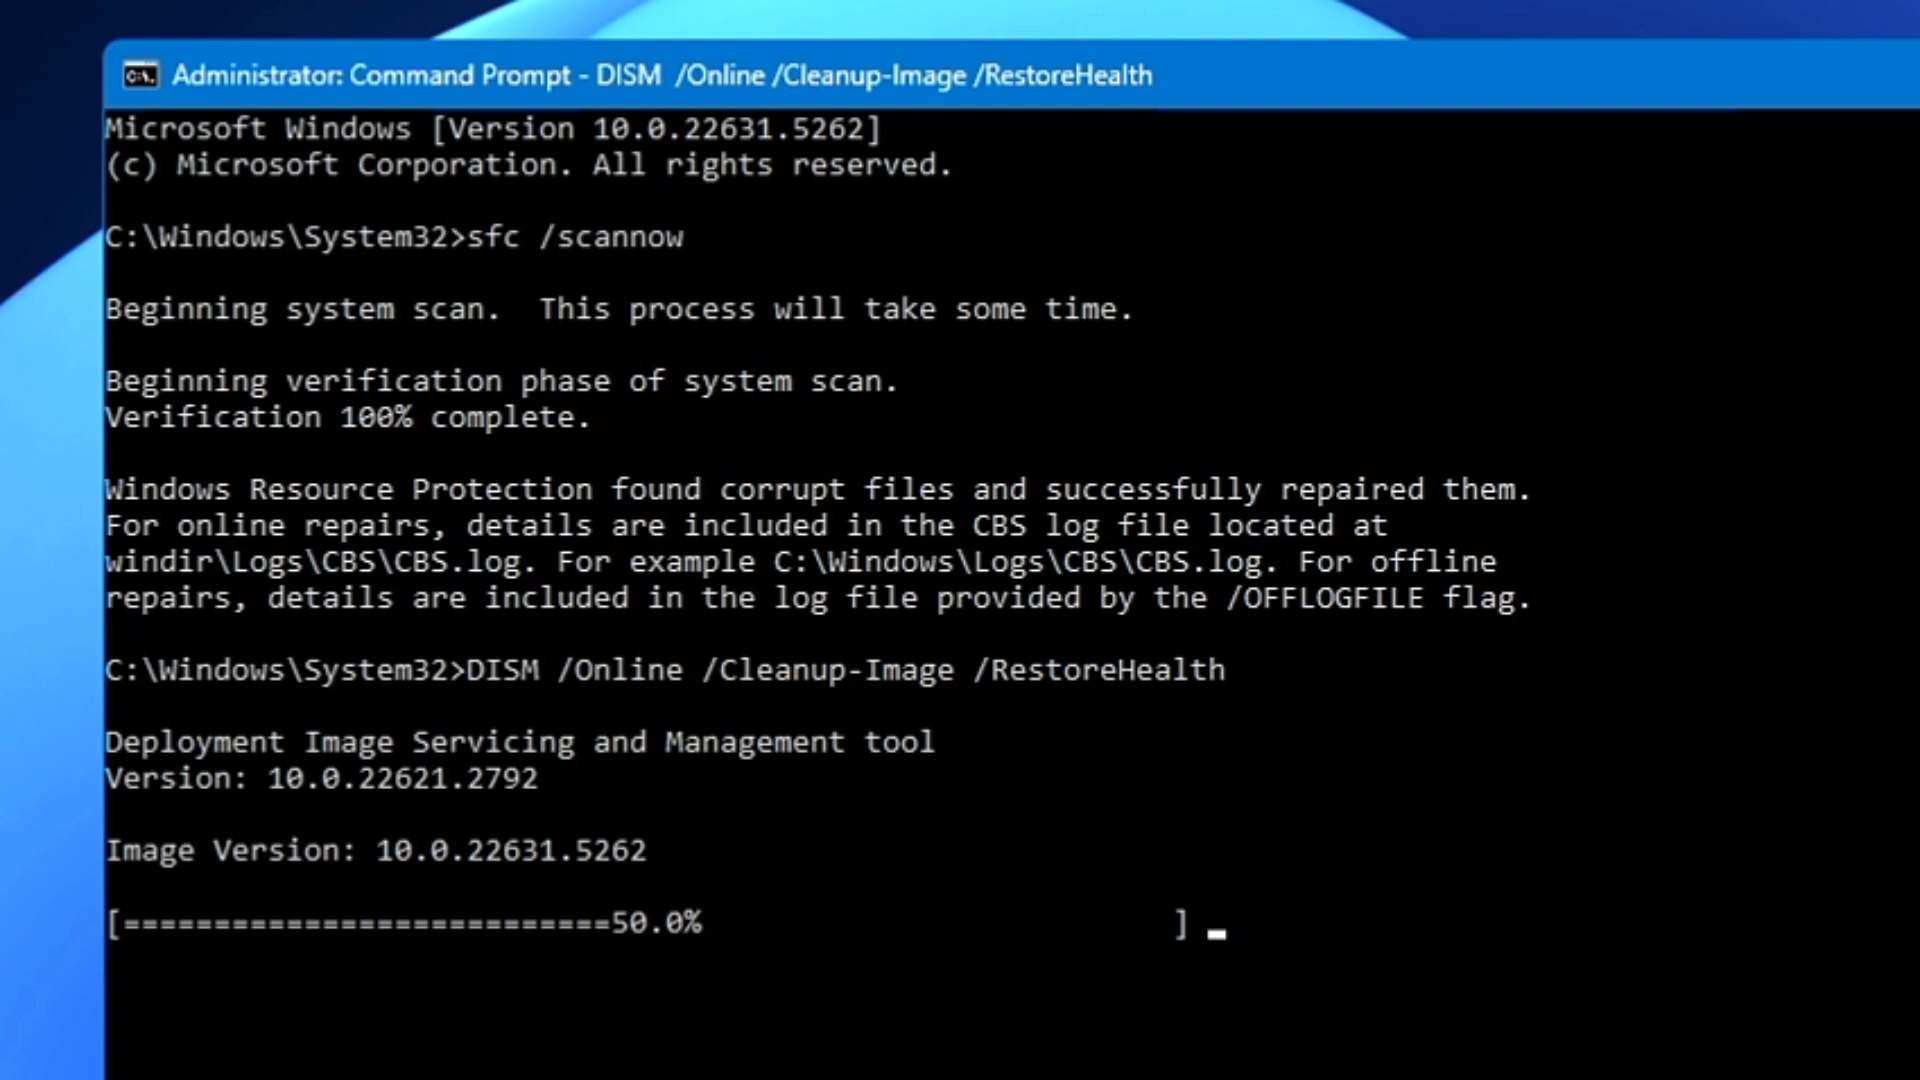 Administrator: Command Prompt - DISM  /Online /Cleanup-Image /RestoreHealth
Microsoft Windows [Version 10.0.22631.5262]
(c) Microsoft Corporation. All rights reserved.
C:\Windows\System32>sfc /scannow
Beginning system scan.  This process will take some time.
Beginning verification phase of system scan.
Verification 100% complete.
Windows Resource Protection found corrupt files and successfully repaired them.
For online repairs, details are included in the CBS log file located at
windir\Logs\CBS\CBS.log. For example C:\Windows\Logs\CBS\CBS.log. For offline
repairs, details are included in the log file provided by the /OFFLOGFILE flag.
C:\Windows\System32>DISM /Online /Cleanup-Image /RestoreHealth
Deployment Image Servicing and Management tool
Version: 10.0.22621.2792
Image Version: 10.0.22631.5262
[===========================50.0%                          ]